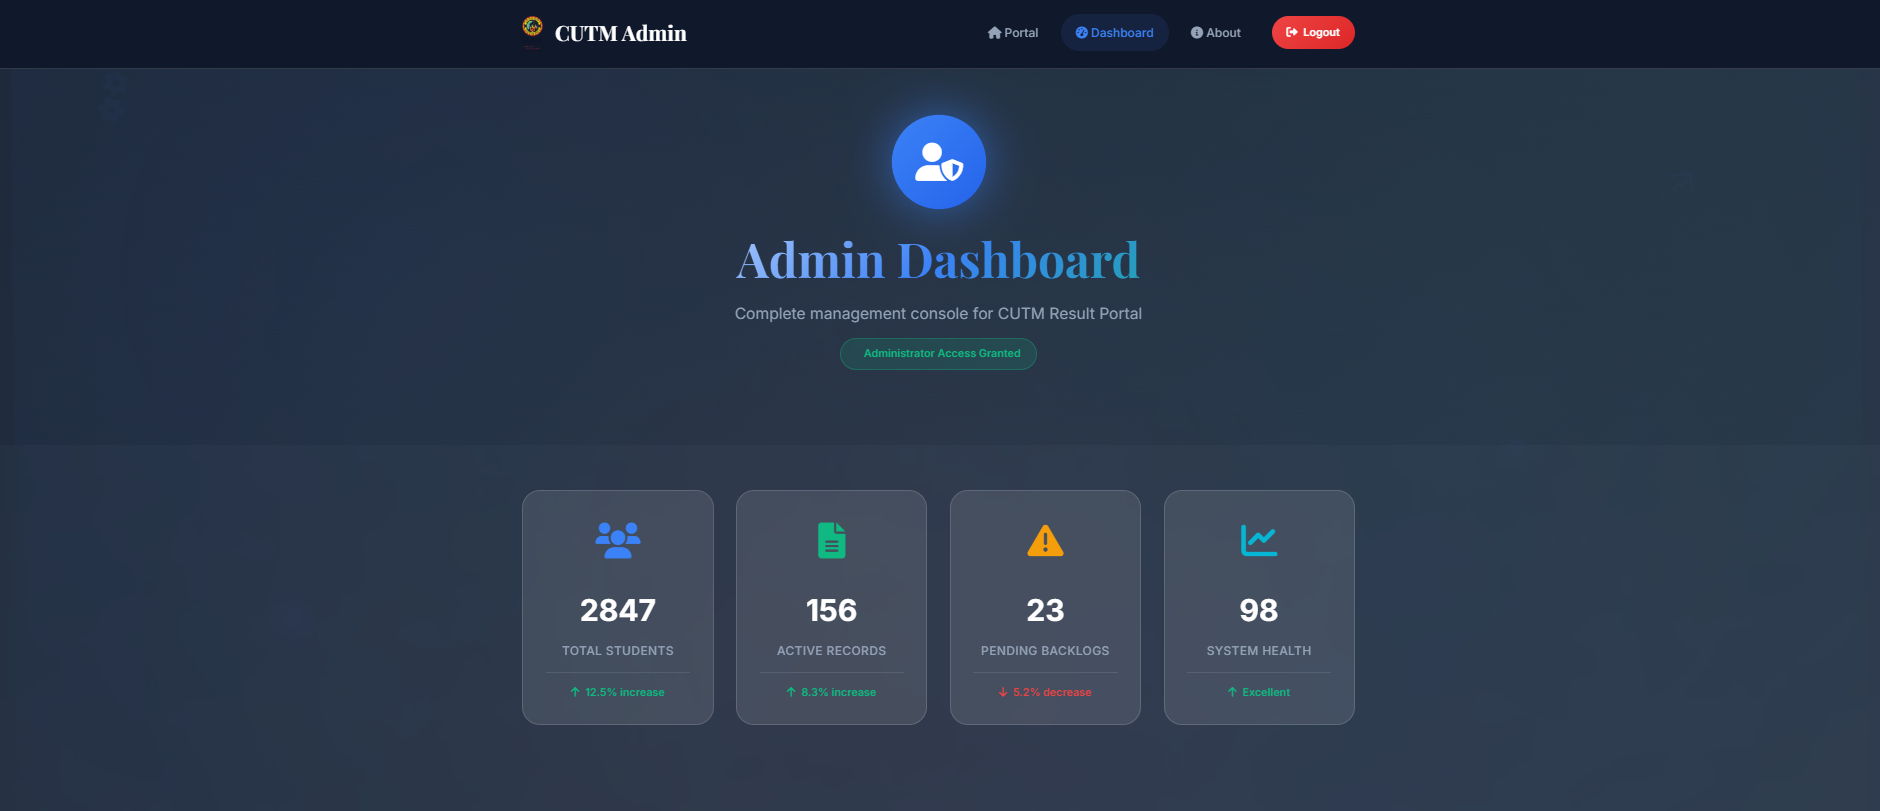 CUTM Admin
Portal
Dashboard
About
Logout
Admin Dashboard
Complete management console for CUTM Result Portal
Administrator Access Granted
2847
TOTAL STUDENTS
12.5% increase
156
ACTIVE RECORDS
8.3% increase
23
PENDING BACKLOGS
5.2% decrease
98
SYSTEM HEALTH
Excellent